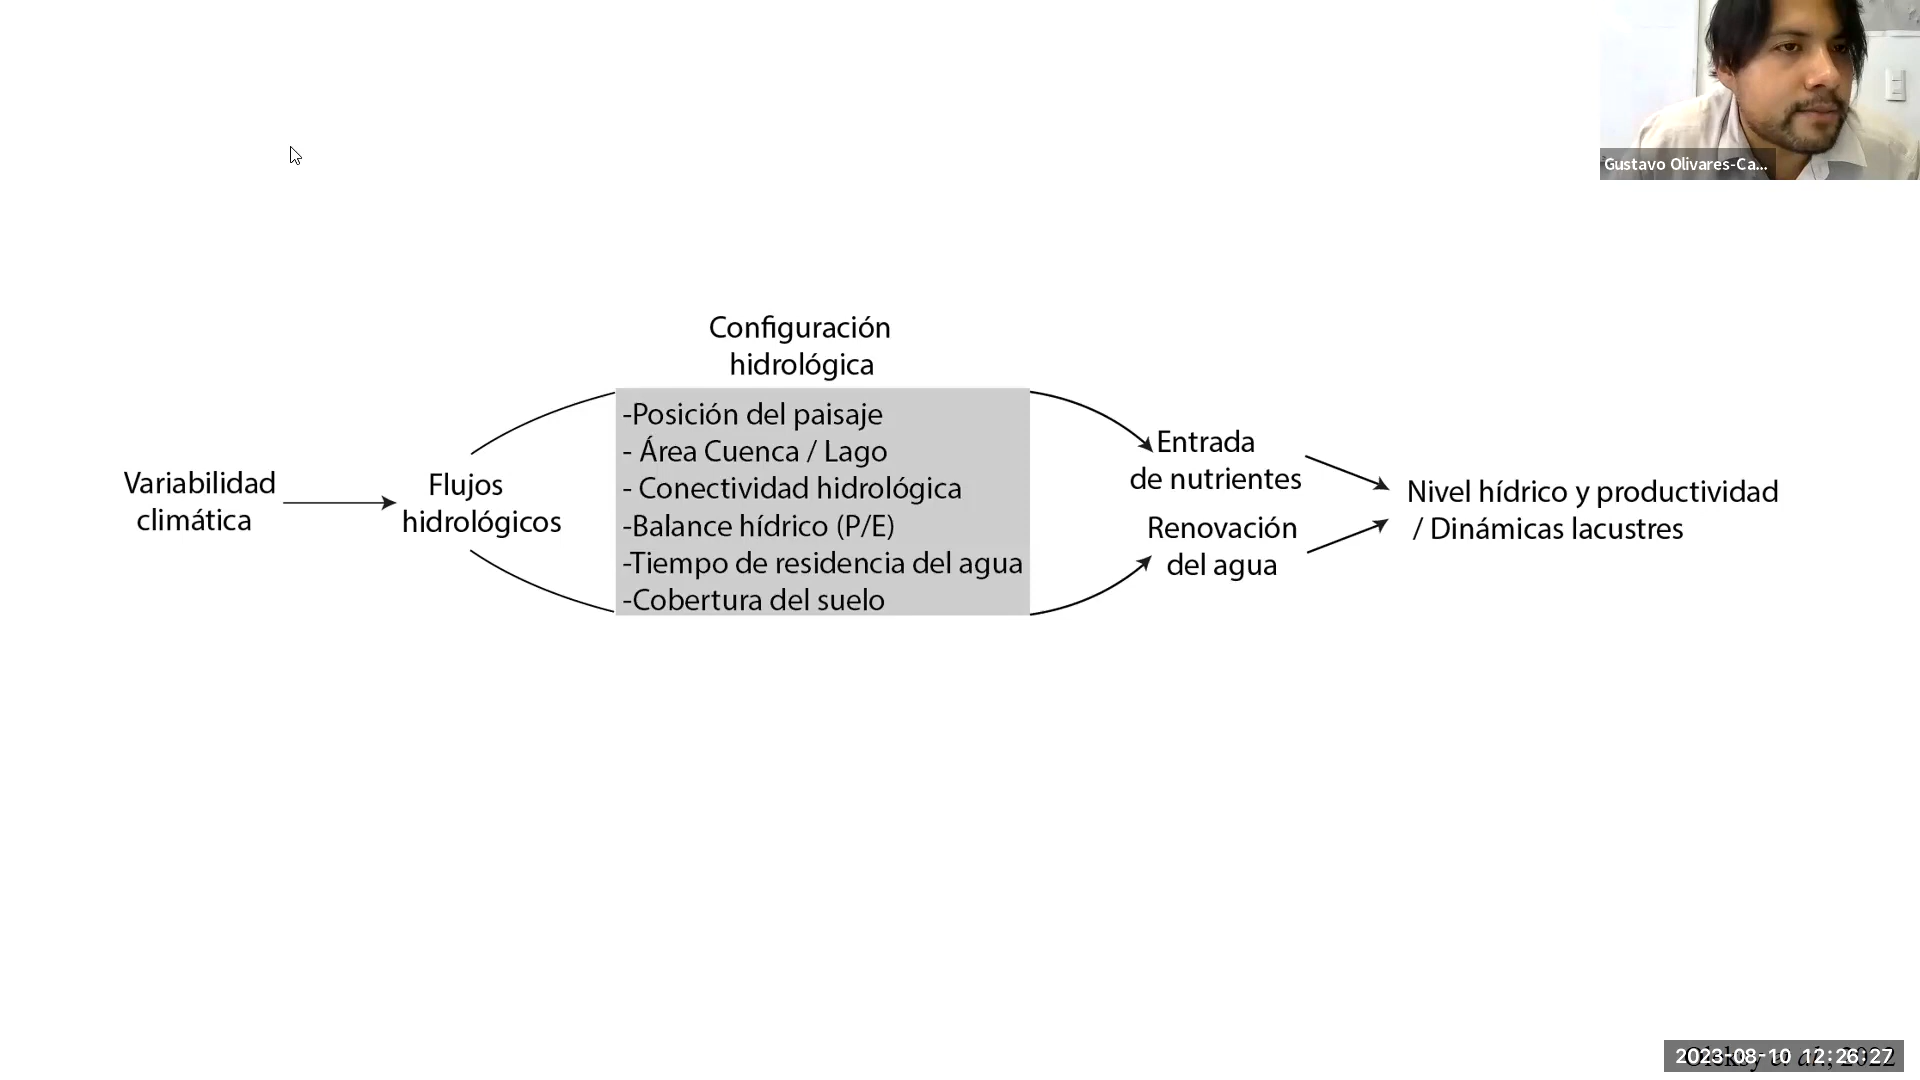 Gustavo Olivares-Ca...
Configuración
hidrológica
-Posición del paisaje
- Área Cuenca / Lago
- Conectividad hidrológica
-Balance hídrico (P/E)
-Tiempo de residencia del agua
-Cobertura del suelo
Variabilidad
climática
Flujos
hidrológicos
Entrada
de nutrientes
Renovación
del agua
Nivel hídrico y productividad
/ Dinámicas lacustres
2023-08-10 12:26:27